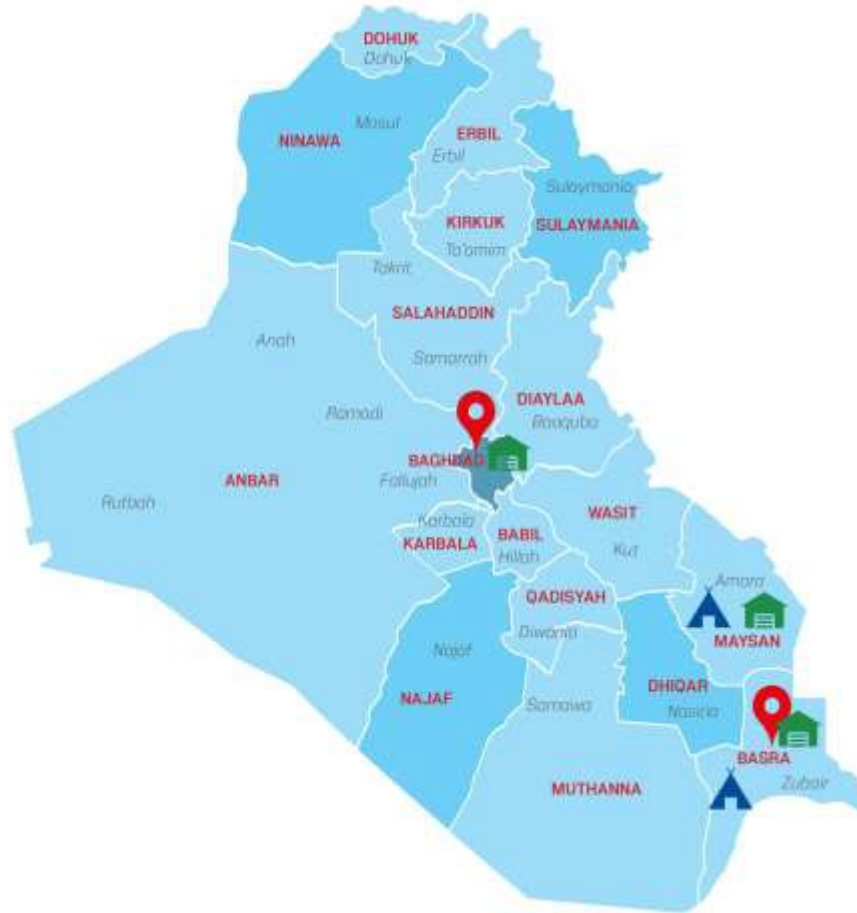 DOHUK
Dohuk
NINAWA
Mosul
ERBIL
Erbil
Sulaymania
SULAYMANIA
KIRKUK
Ta'amim
Takrit
SALAHADDIN
Samarrah
Anah
DIAYLAA
Baaquba
Ramadi
BAGHDAD
ANBAR
Fallujah
Rutbah
WASIT
Kut
Karbala
KARBALA
BABIL
Hillah
Amara
MAYSAN
QADISYAH
Diwania
Najaf
NAJAF
DHIQAR
Nasiria
Samawa
BASRA
Zubair
MUTHANNA